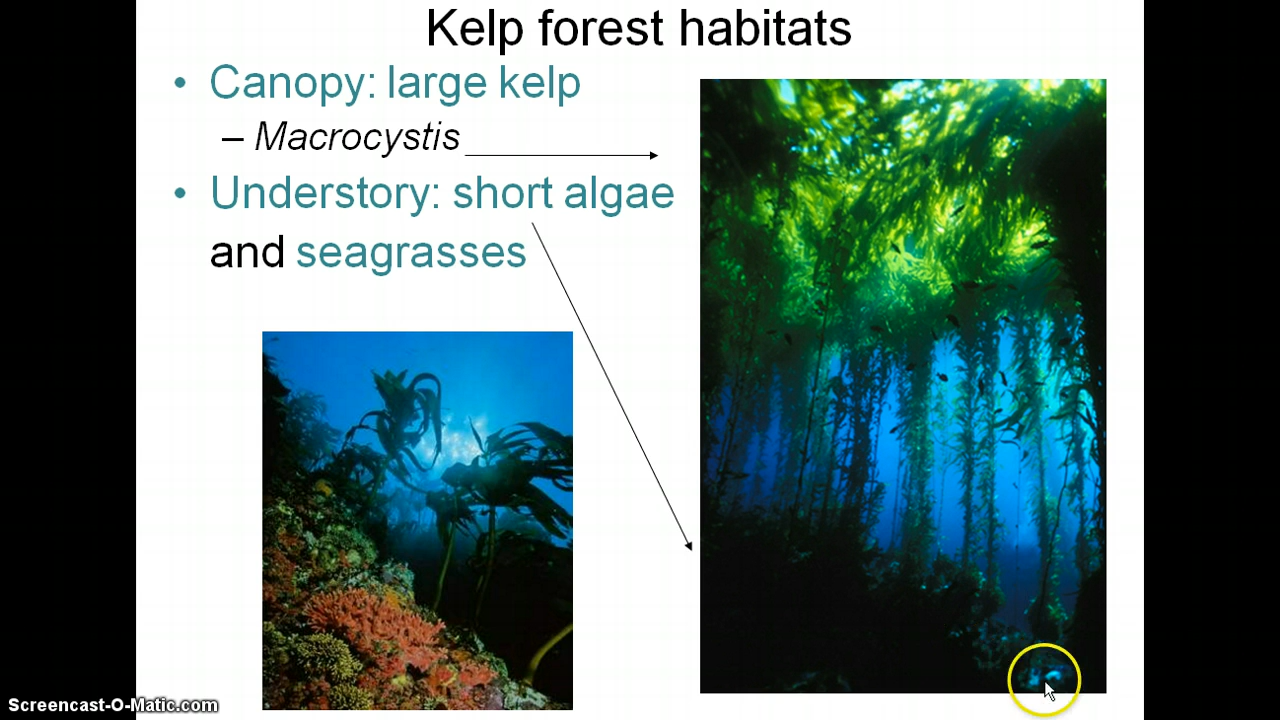 Kelp forest habitats
• Canopy: large kelp
– Macrocystis
• Understory: short algae
and seagrasses
Screencast-O-Matic.com